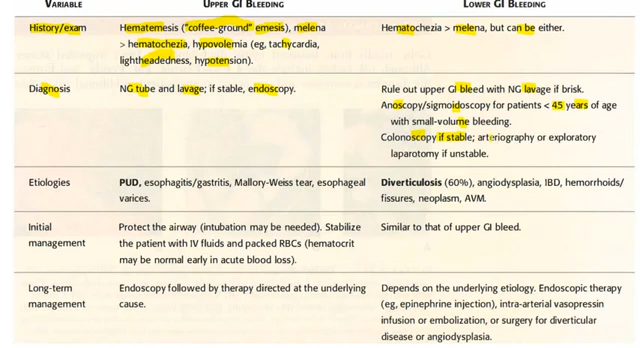 VARIABLE UPPER GI BLEEDING LOWER GI BLEEDING
History/exam Hematemesis ("coffee-ground" emesis), melena Hematochezia > melena, but can be either.
> hematochezia, hypovolemia (eg, tachycardia,
lightheadedness, hypotension).
Diagnosis NG tube and lavage; if stable, endoscopy. Rule out upper GI bleed with NG lavage if brisk.
Anoscopy/sigmoidoscopy for patients < 45 years of age
with small-volume bleeding.
Colonoscopy if stable; arteriography or exploratory
laparotomy if unstable.
Etiologies PUD, esophagitis/gastritis, Mallory-Weiss tear, esophageal Diverticulosis (60%), angiodysplasia, IBD, hemorrhoids/
varices. fissures, neoplasm, AVM.
Initial Protect the airway (intubation may be needed). Stabilize Similar to that of upper GI bleed.
management the patient with IV fluids and packed RBCs (hematocrit
may be normal early in acute blood loss).
Long-term Endoscopy followed by therapy directed at the underlying Depends on the underlying etiology. Endoscopic therapy
management cause. (eg, epinephrine injection), intra-arterial vasopressin
infusion or embolization, or surgery for diverticular
disease or angiodysplasia.